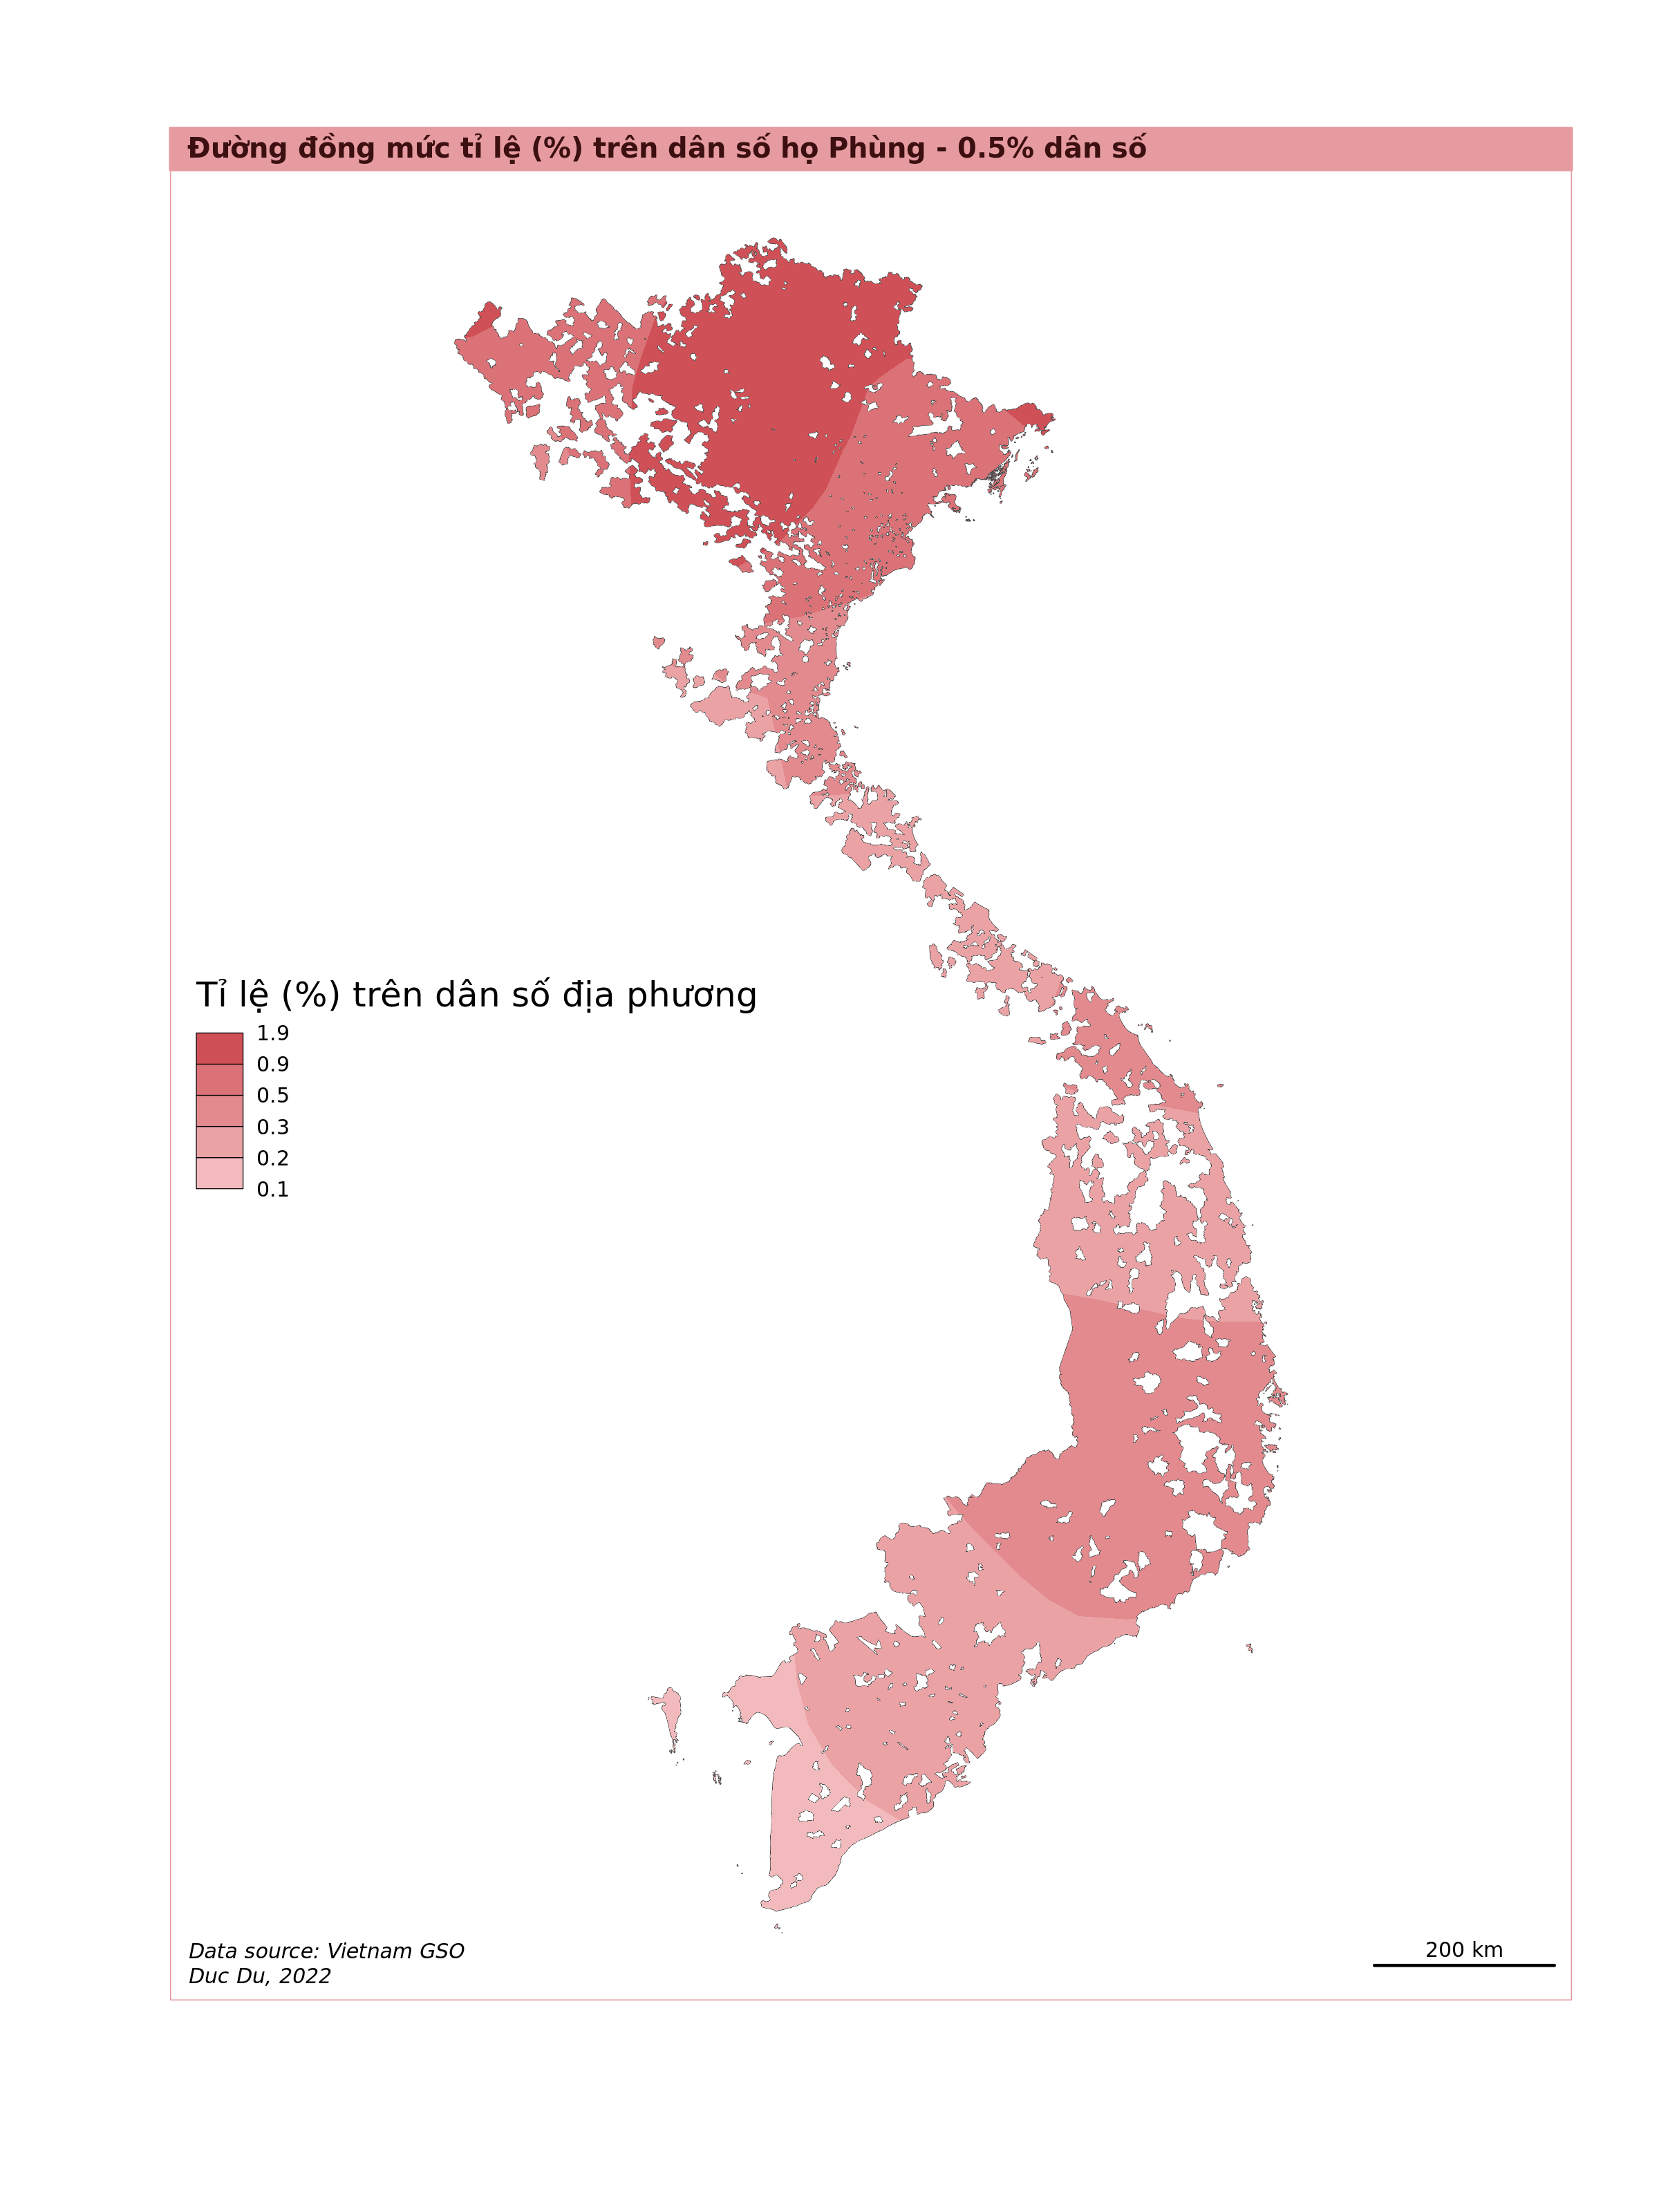 Đường đồng mức tỉ lệ (%) trên dân số họ Phùng - 0.5% dân số
Tỉ lệ (%) trên dân số địa phương
1.9
0.9
0.5
0.3
0.2
0.1
Data source: Vietnam GSO
Duc Du, 2022
200 km